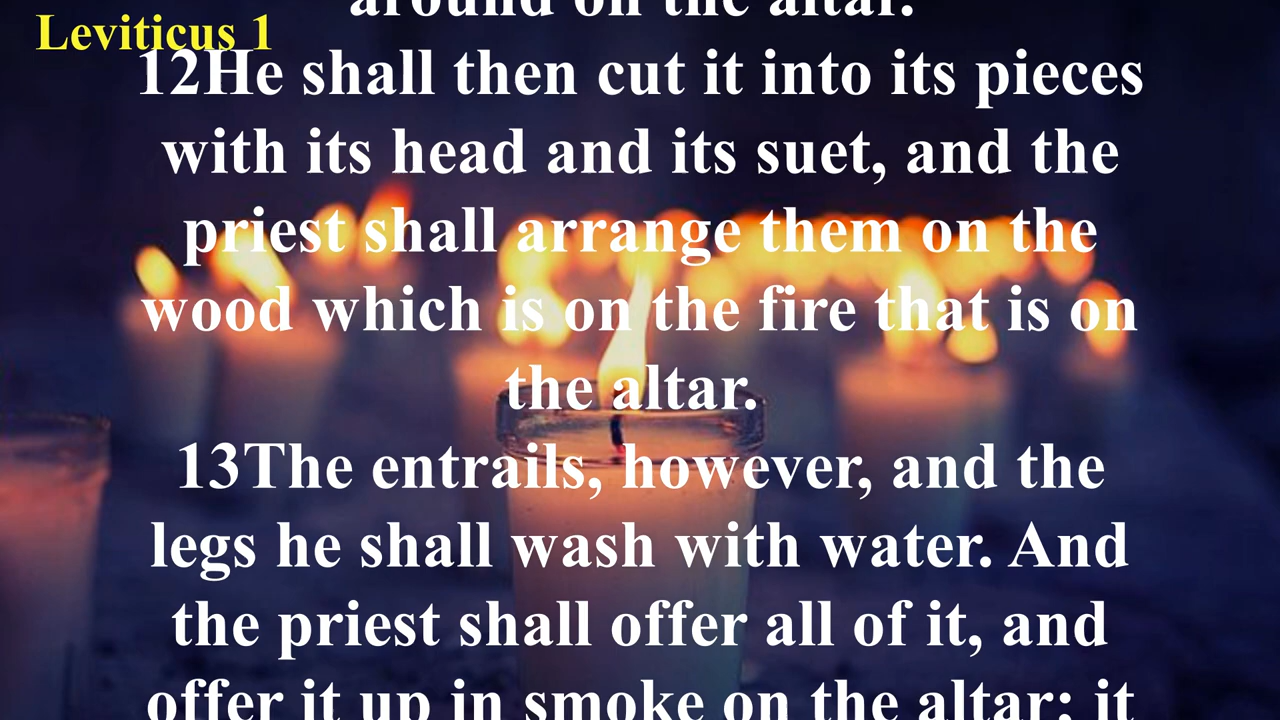 around on the altar.
Leviticus 1
12He shall then cut it into its pieces
with its head and its suet, and the
priest shall arrange them on the
wood which is on the fire that is on
the altar.
13The entrails, however, and the
legs he shall wash with water. And
the priest shall offer all of it, and
offer it up in smoke on the altar; it